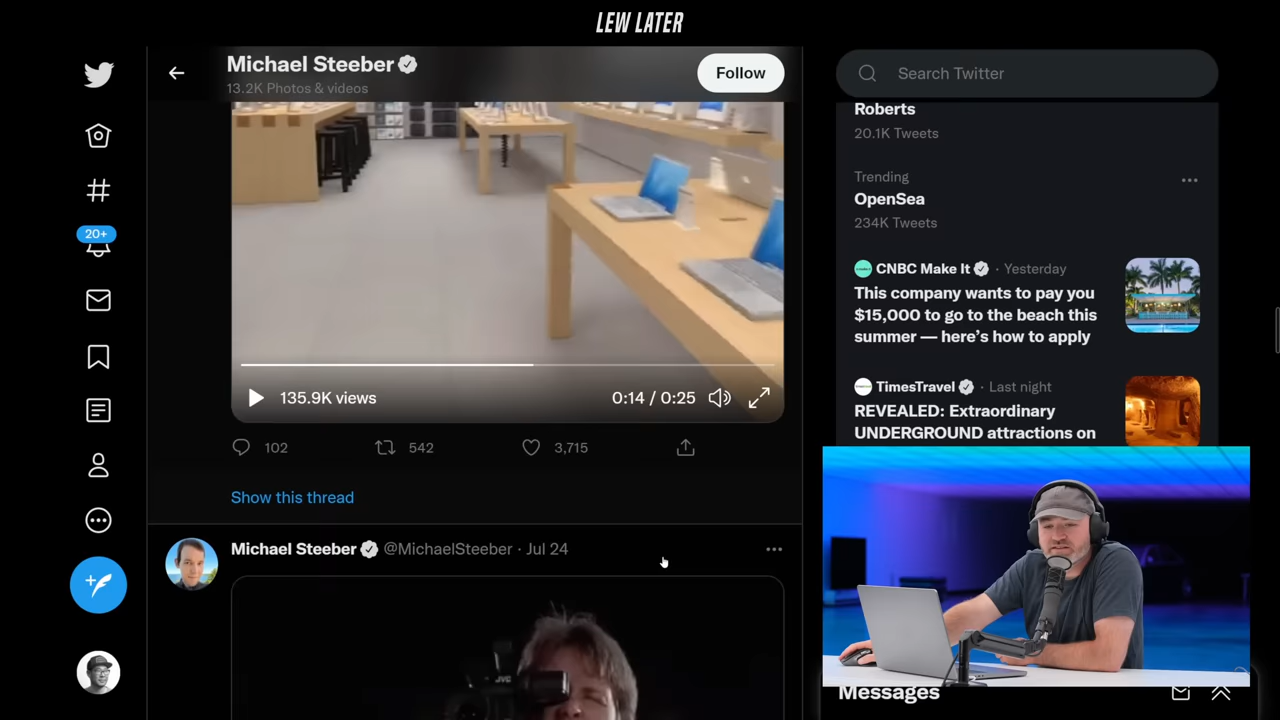 LEW LATER
Michael Steeber
13.2K Photos & videos
Follow
135.9K views
0:14 / 0:25
102
542
3,715
Show this thread
Michael Steeber @MichaelSteeber · Jul 24
JVC
20+
Search Twitter
Roberts
20.1K Tweets
Trending
OpenSea
234K Tweets
CNBC Make It · Yesterday
This company wants to pay you
$15,000 to go to the beach this
summer — here's how to apply
TimesTravel · Last night
REVEALED: Extraordinary
UNDERGROUND attractions on
Messages